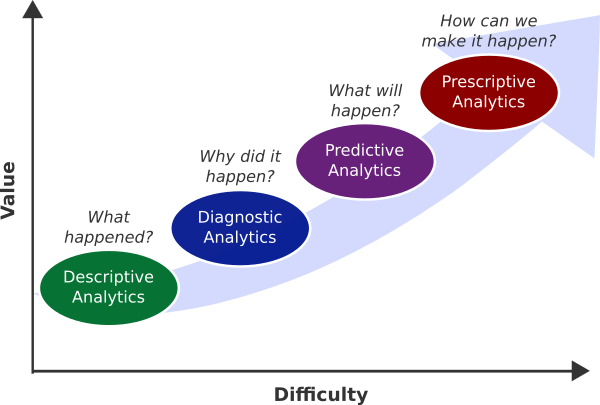 How can we
make it happen?
Prescriptive
Analytics
What will
happen?
Predictive
Analytics
Why did it
happen?
Diagnostic
Analytics
What
happened?
Descriptive
Analytics
Value
Difficulty